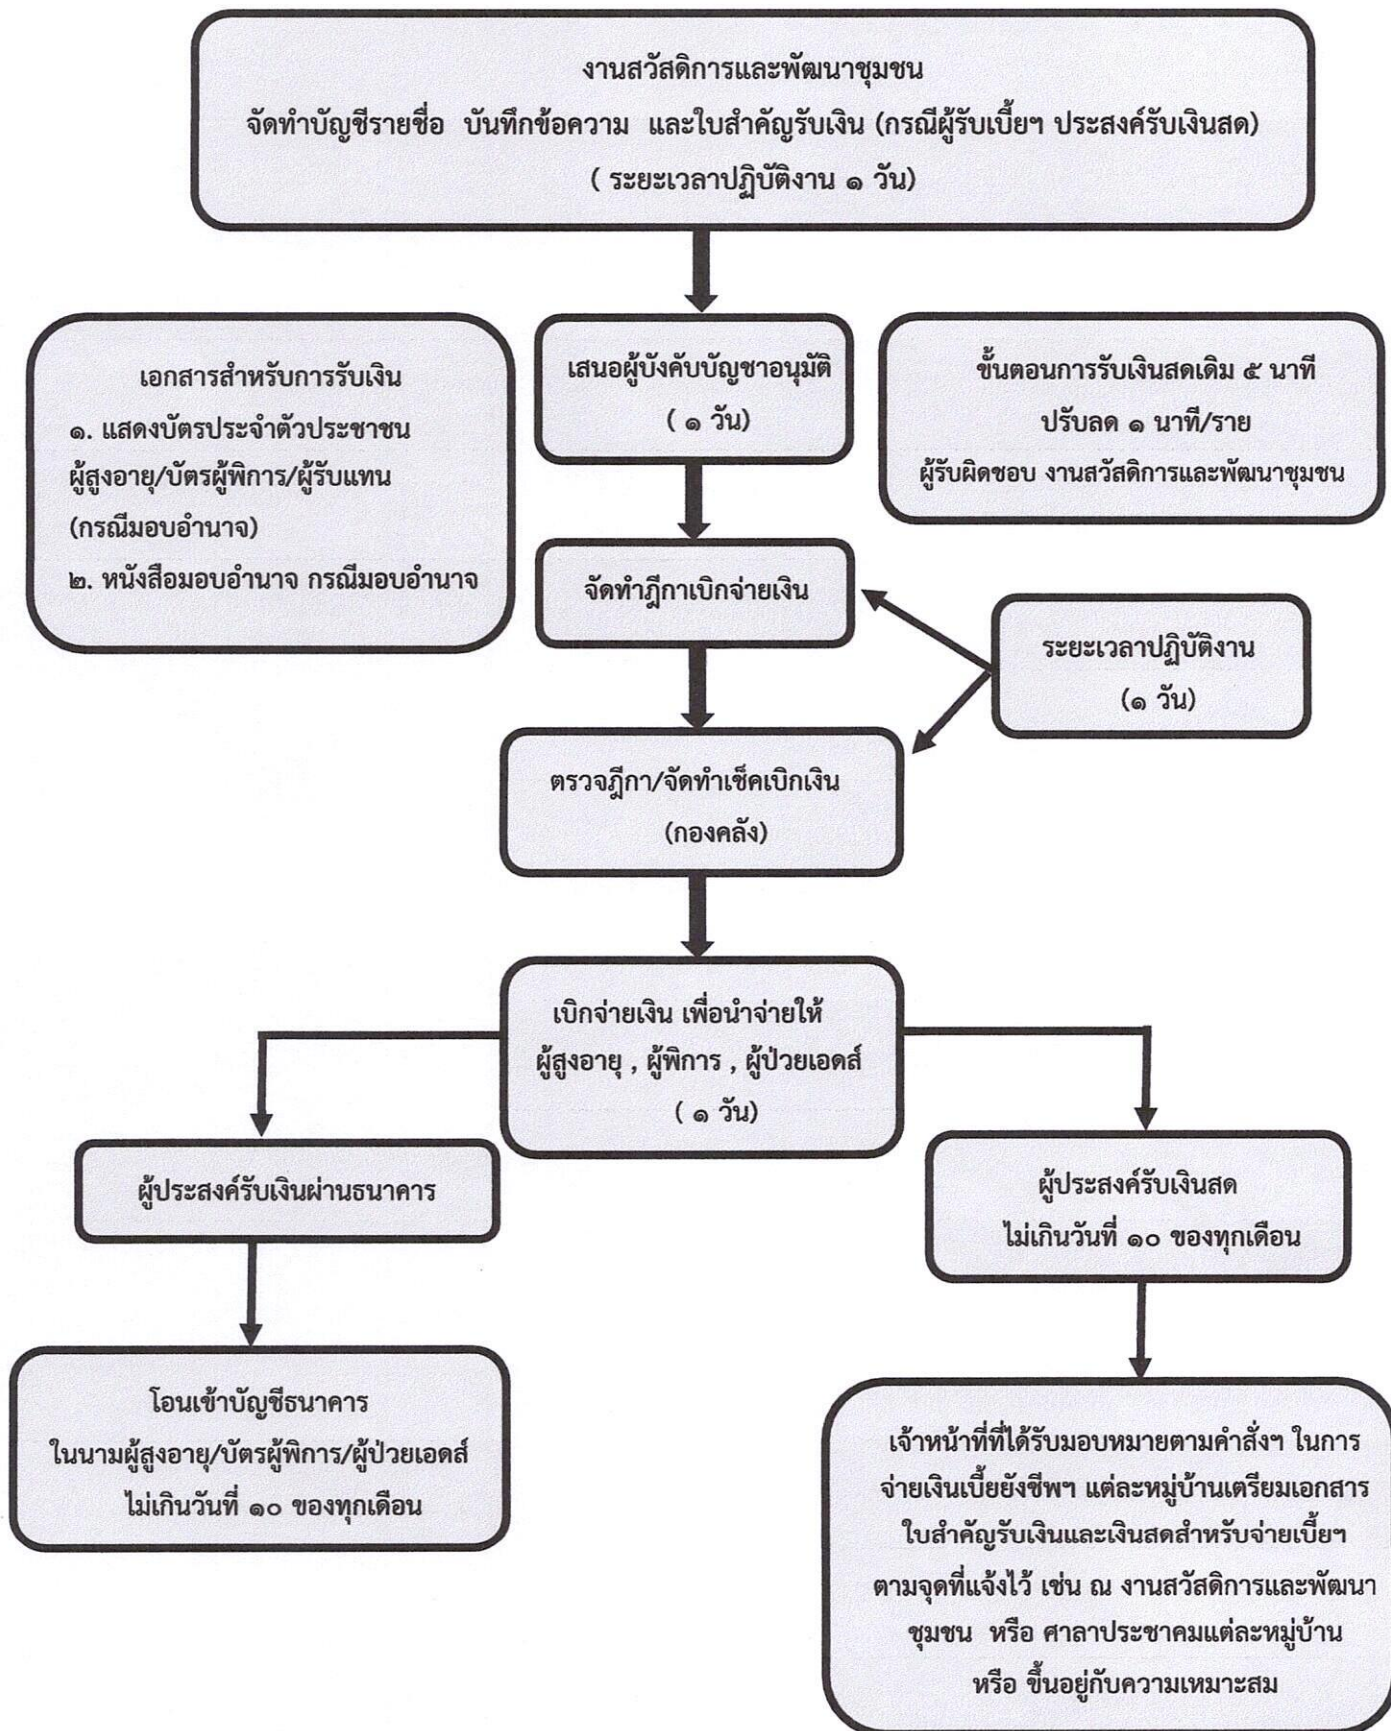 งานสวัสดิการและพัฒนาชุมชน
จัดทำบัญชีรายชื่อ บันทึกข้อความ และใบสำคัญรับเงิน (กรณีผู้รับเบี้ยฯ ประสงค์รับเงินสด)
( ระยะเวลาปฏิบัติงาน ๑ วัน)
เอกสารสำหรับการรับเงิน
๑. แสดงบัตรประจำตัวประชาชน
ผู้สูงอายุ/บัตรผู้พิการ/ผู้รับแทน
(กรณีมอบอำนาจ)
๒. หนังสือมอบอำนาจ กรณีมอบอำนาจ
เสนอผู้บังคับบัญชาอนุมัติ
( ๑ วัน)
ขั้นตอนการรับเงินสดเดิม ๕ นาที
ปรับลด ๑ นาที/ราย
ผู้รับผิดชอบ งานสวัสดิการและพัฒนาชุมชน
จัดทำฎีกาเบิกจ่ายเงิน
ระยะเวลาปฏิบัติงาน
(๑ วัน)
ตรวจฎีกา/จัดทำเช็คเบิกเงิน
(กองคลัง)
เบิกจ่ายเงิน เพื่อนำจ่ายให้
ผู้สูงอายุ , ผู้พิการ , ผู้ป่วยเอดส์
( ๑ วัน)
ผู้ประสงค์รับเงินผ่านธนาคาร
ผู้ประสงค์รับเงินสด
ไม่เกินวันที่ ๑๐ ของทุกเดือน
โอนเข้าบัญชีธนาคาร
ในนามผู้สูงอายุ/บัตรผู้พิการ/ผู้ป่วยเอดส์
ไม่เกินวันที่ ๑๐ ของทุกเดือน
เจ้าหน้าที่ที่ได้รับมอบหมายตามคำสั่งฯ ในการ
จ่ายเงินเบี้ยยังชีพฯ แต่ละหมู่บ้านเตรียมเอกสาร
ใบสำคัญรับเงินและเงินสดสำหรับจ่ายเบี้ยฯ
ตามจุดที่แจ้งไว้ เช่น ณ งานสวัสดิการและพัฒนา
ชุมชน หรือ ศาลาประชาคมแต่ละหมู่บ้าน
หรือ ขึ้นอยู่กับความเหมาะสม